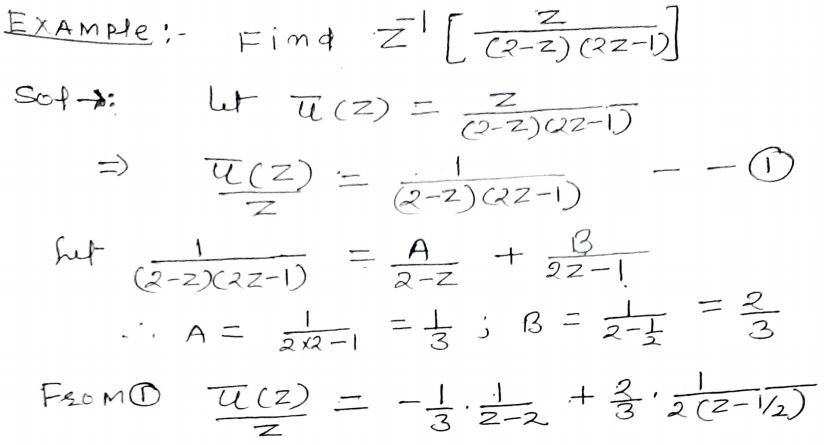 Example :- Find Z⁻¹ [ z / (2-z)(2z-1) ]
Sol →: Let ū(z) = z / (2-z)(2z-1)
⇒ ū(z)/z = 1 / (2-z)(2z-1) - - ①
Let 1 / (2-z)(2z-1) = A / 2-z + B / 2z-1
∴ A = 1 / 2×2-1 = 1/3 ; B = 1 / 2-1/2 = 2/3
From ① ū(z)/z = -1/3 · 1 / z-2 + 2/3 · 1 / 2(z-1/2)